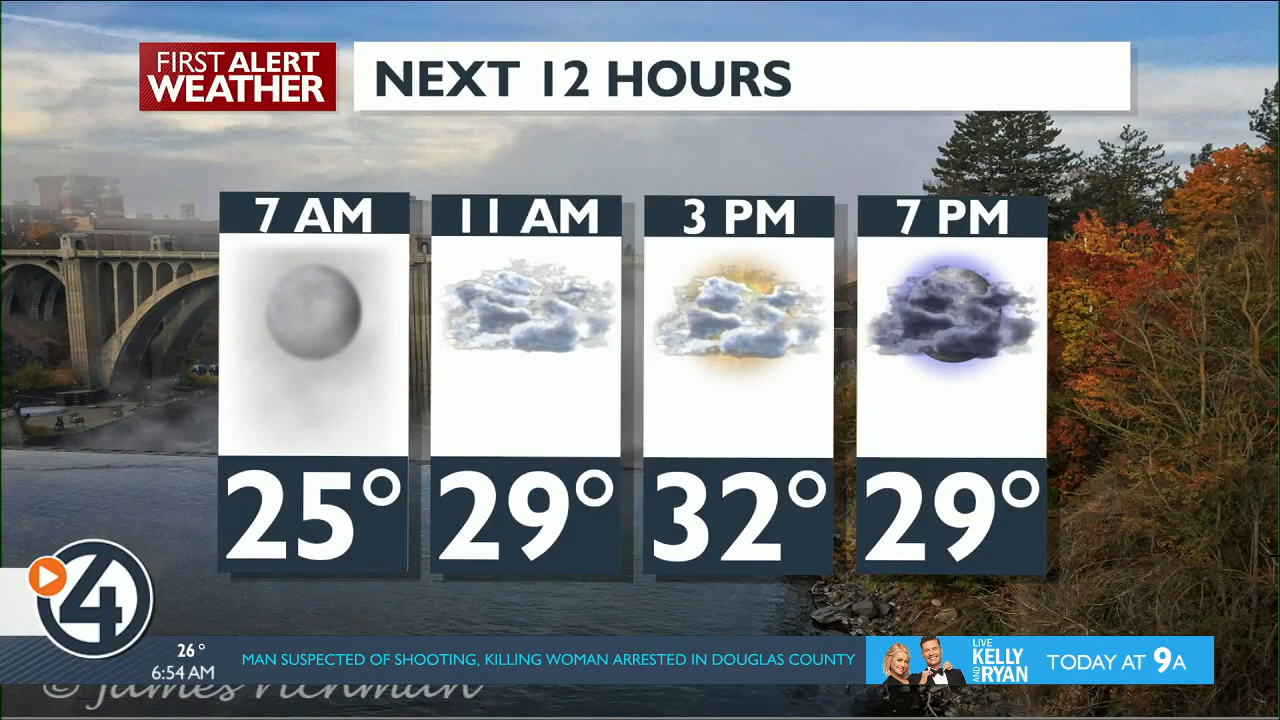 FIRST ALERT
WEATHER
NEXT 12 HOURS
7 AM
11 AM
3 PM
7 PM
25°
29°
32°
29°
4
26°
6:54 AM
MAN SUSPECTED OF SHOOTING, KILLING WOMAN ARRESTED IN DOUGLAS COUNTY
LIVE
KELLY
AND RYAN
TODAY AT 9A
© James Richman